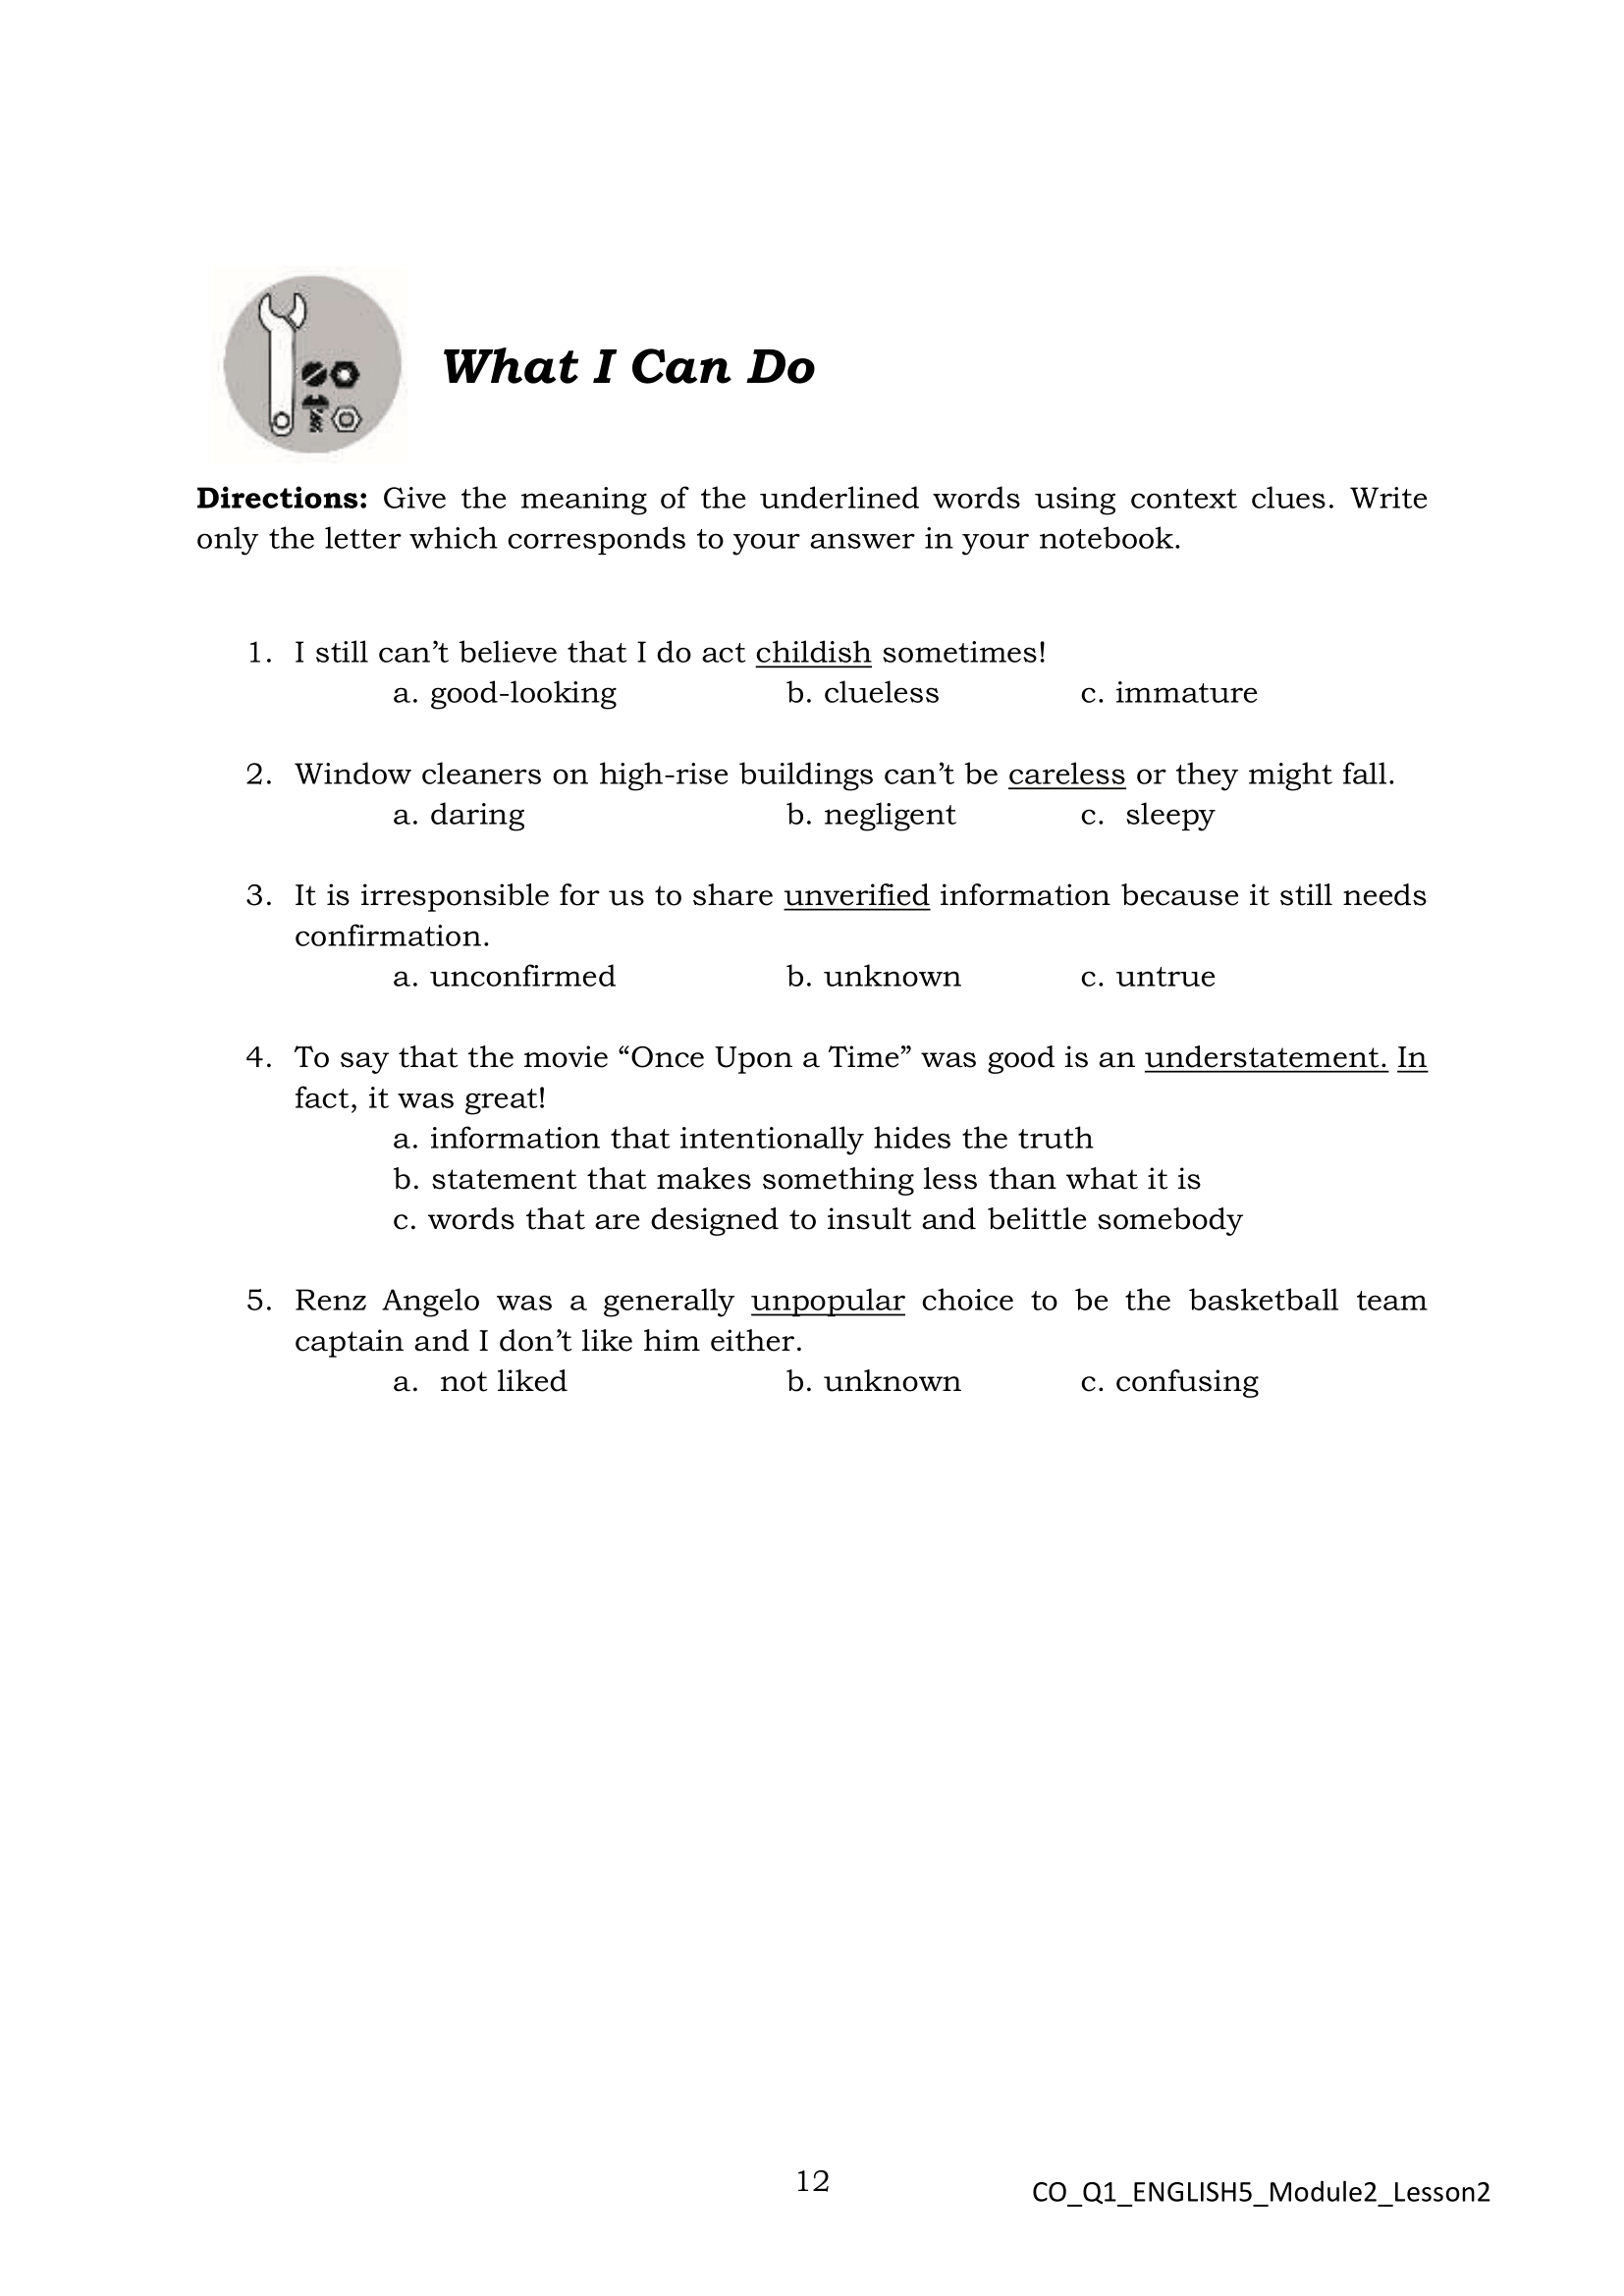 What I Can Do
Directions: Give the meaning of the underlined words using context clues. Write
only the letter which corresponds to your answer in your notebook.
1. I still can’t believe that I do act childish sometimes!
a. good-looking b. clueless c. immature
2. Window cleaners on high-rise buildings can’t be careless or they might fall.
a. daring b. negligent c. sleepy
3. It is irresponsible for us to share unverified information because it still needs
confirmation.
a. unconfirmed b. unknown c. untrue
4. To say that the movie “Once Upon a Time” was good is an understatement. In
fact, it was great!
a. information that intentionally hides the truth
b. statement that makes something less than what it is
c. words that are designed to insult and belittle somebody
5. Renz Angelo was a generally unpopular choice to be the basketball team
captain and I don’t like him either.
a. not liked b. unknown c. confusing
12
CO_Q1_ENGLISH5_Module2_Lesson2